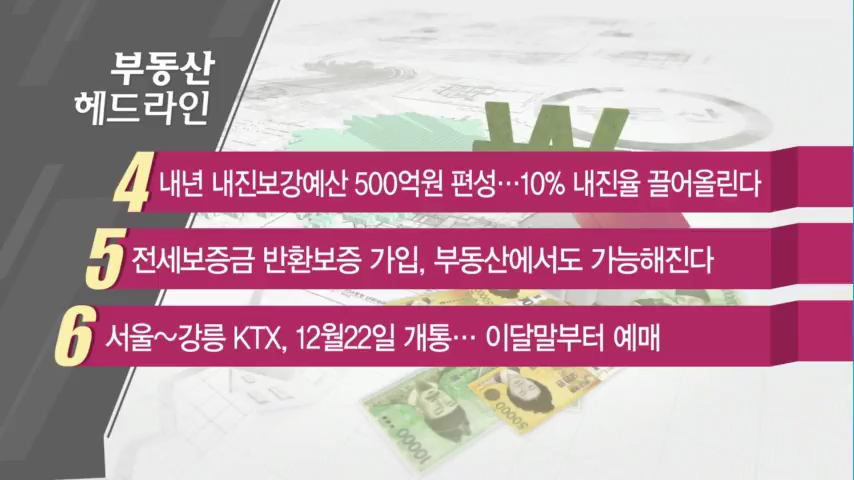 부동산
헤드라인
4 내년 내진보강예산 500억원 편성…10% 내진율 끌어올린다
5 전세보증금 반환보증 가입, 부동산에서도 가능해진다
6 서울~강릉 KTX, 12월22일 개통… 이달말부터 예매
10000
50000